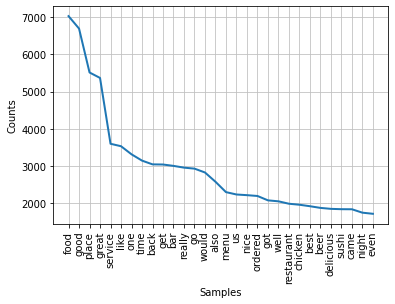 7000
6000
5000
4000
3000
2000
Counts
food
good
place
great
service
like
one
time
back
get
bar
really
go
would
also
menu
us
nice
ordered
got
well
restaurant
chicken
best
beer
delicious
sushi
came
night
even
Samples